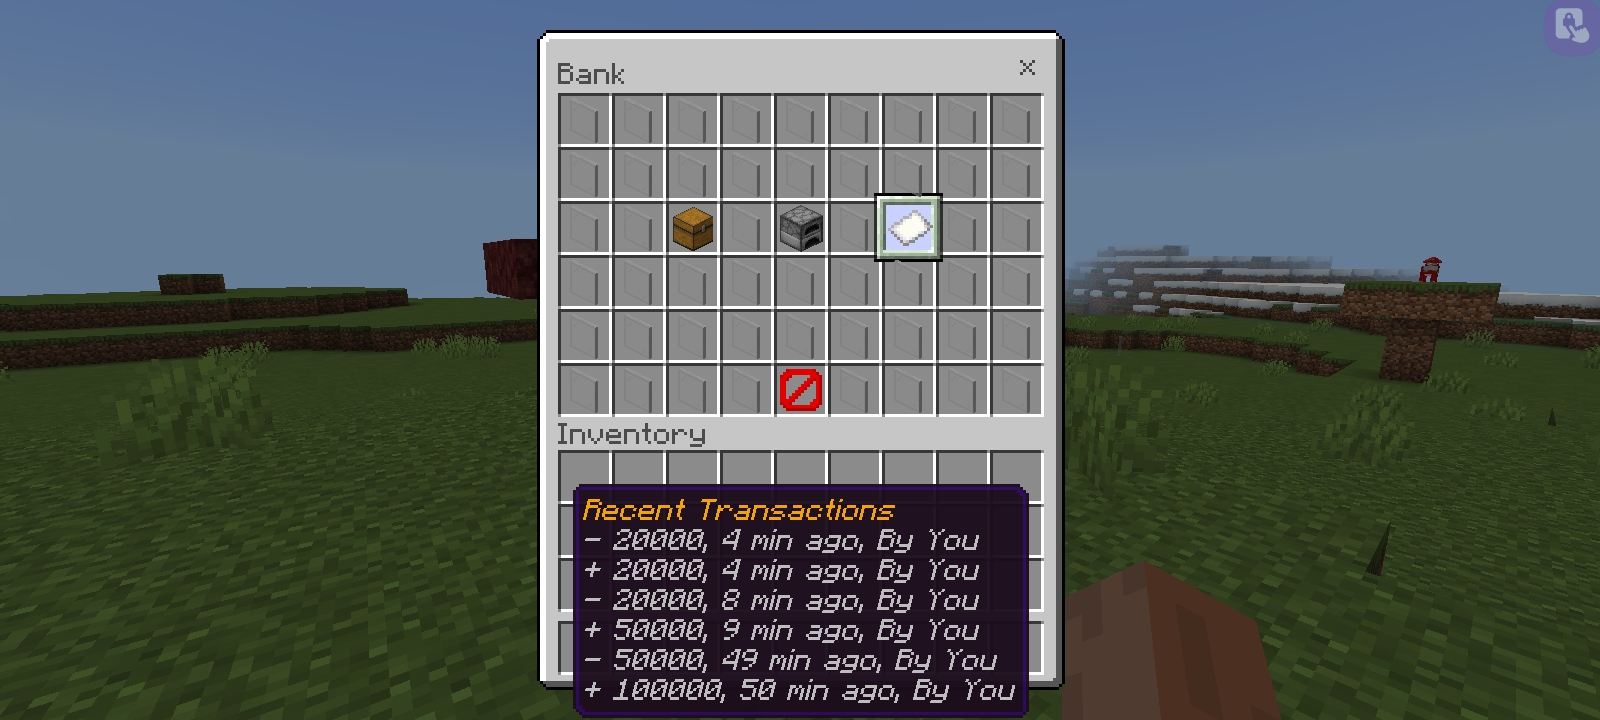 Bank
Inventory
Recent Transactions
- 20000, 4 min ago, By You
+ 20000, 4 min ago, By You
- 20000, 8 min ago, By You
+ 50000, 9 min ago, By You
- 50000, 49 min ago, By You
+ 100000, 50 min ago, By You